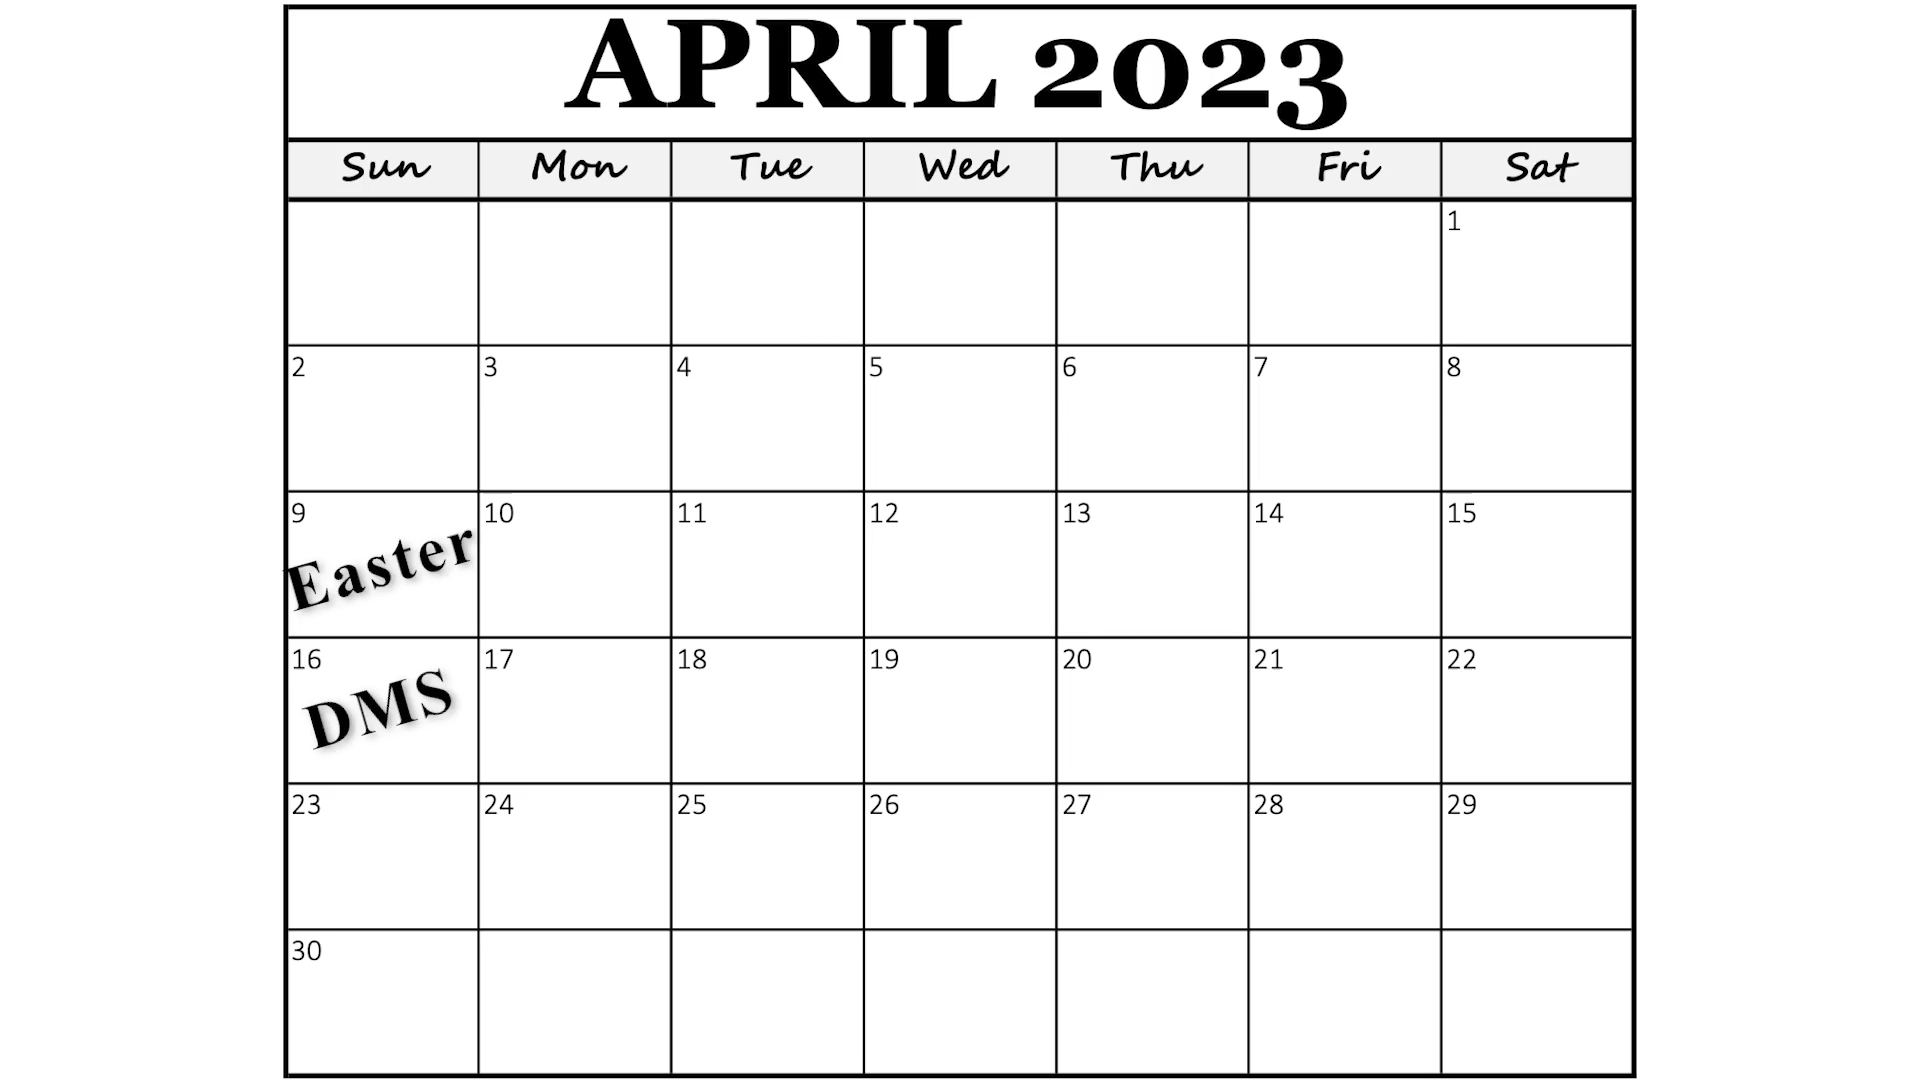 APRIL 2023
Sun Mon Tue Wed Thu Fri Sat
1
2 3 4 5 6 7 8
9 10 11 12 13 14 15
Easter
16 17 18 19 20 21 22
DMS
23 24 25 26 27 28 29
30